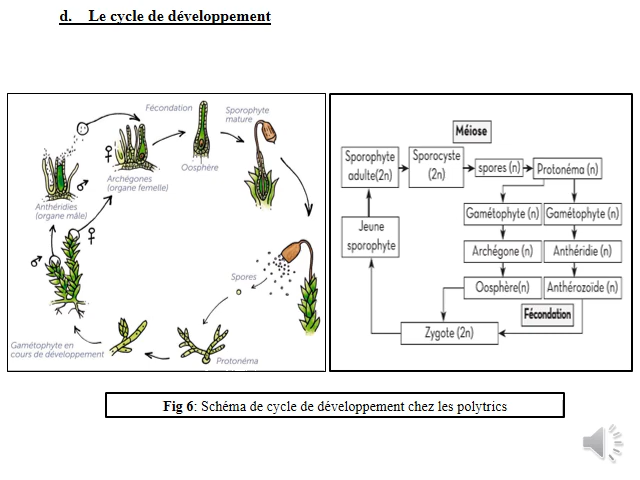 d. Le cycle de développement
Fécondation
Sporophyte
mature
Oosphère
Archégones
(organe femelle)
Anthéridies
(organe mâle)
♂
♀
♂
♀
Spores
Gamétophyte en
cours de développement
Protonéma
Méiose
Sporophyte
adulte(2n)
Sporocyste
(2n)
spores (n)
Protonéma (n)
Gamétophyte (n)
Gamétophyte (n)
Jeune
sporophyte
Archégone (n)
Anthéridie (n)
Oosphère(n)
Anthérozoide (n)
Fécondation
Zygote (2n)
Fig 6: Schéma de cycle de développement chez les polytrics